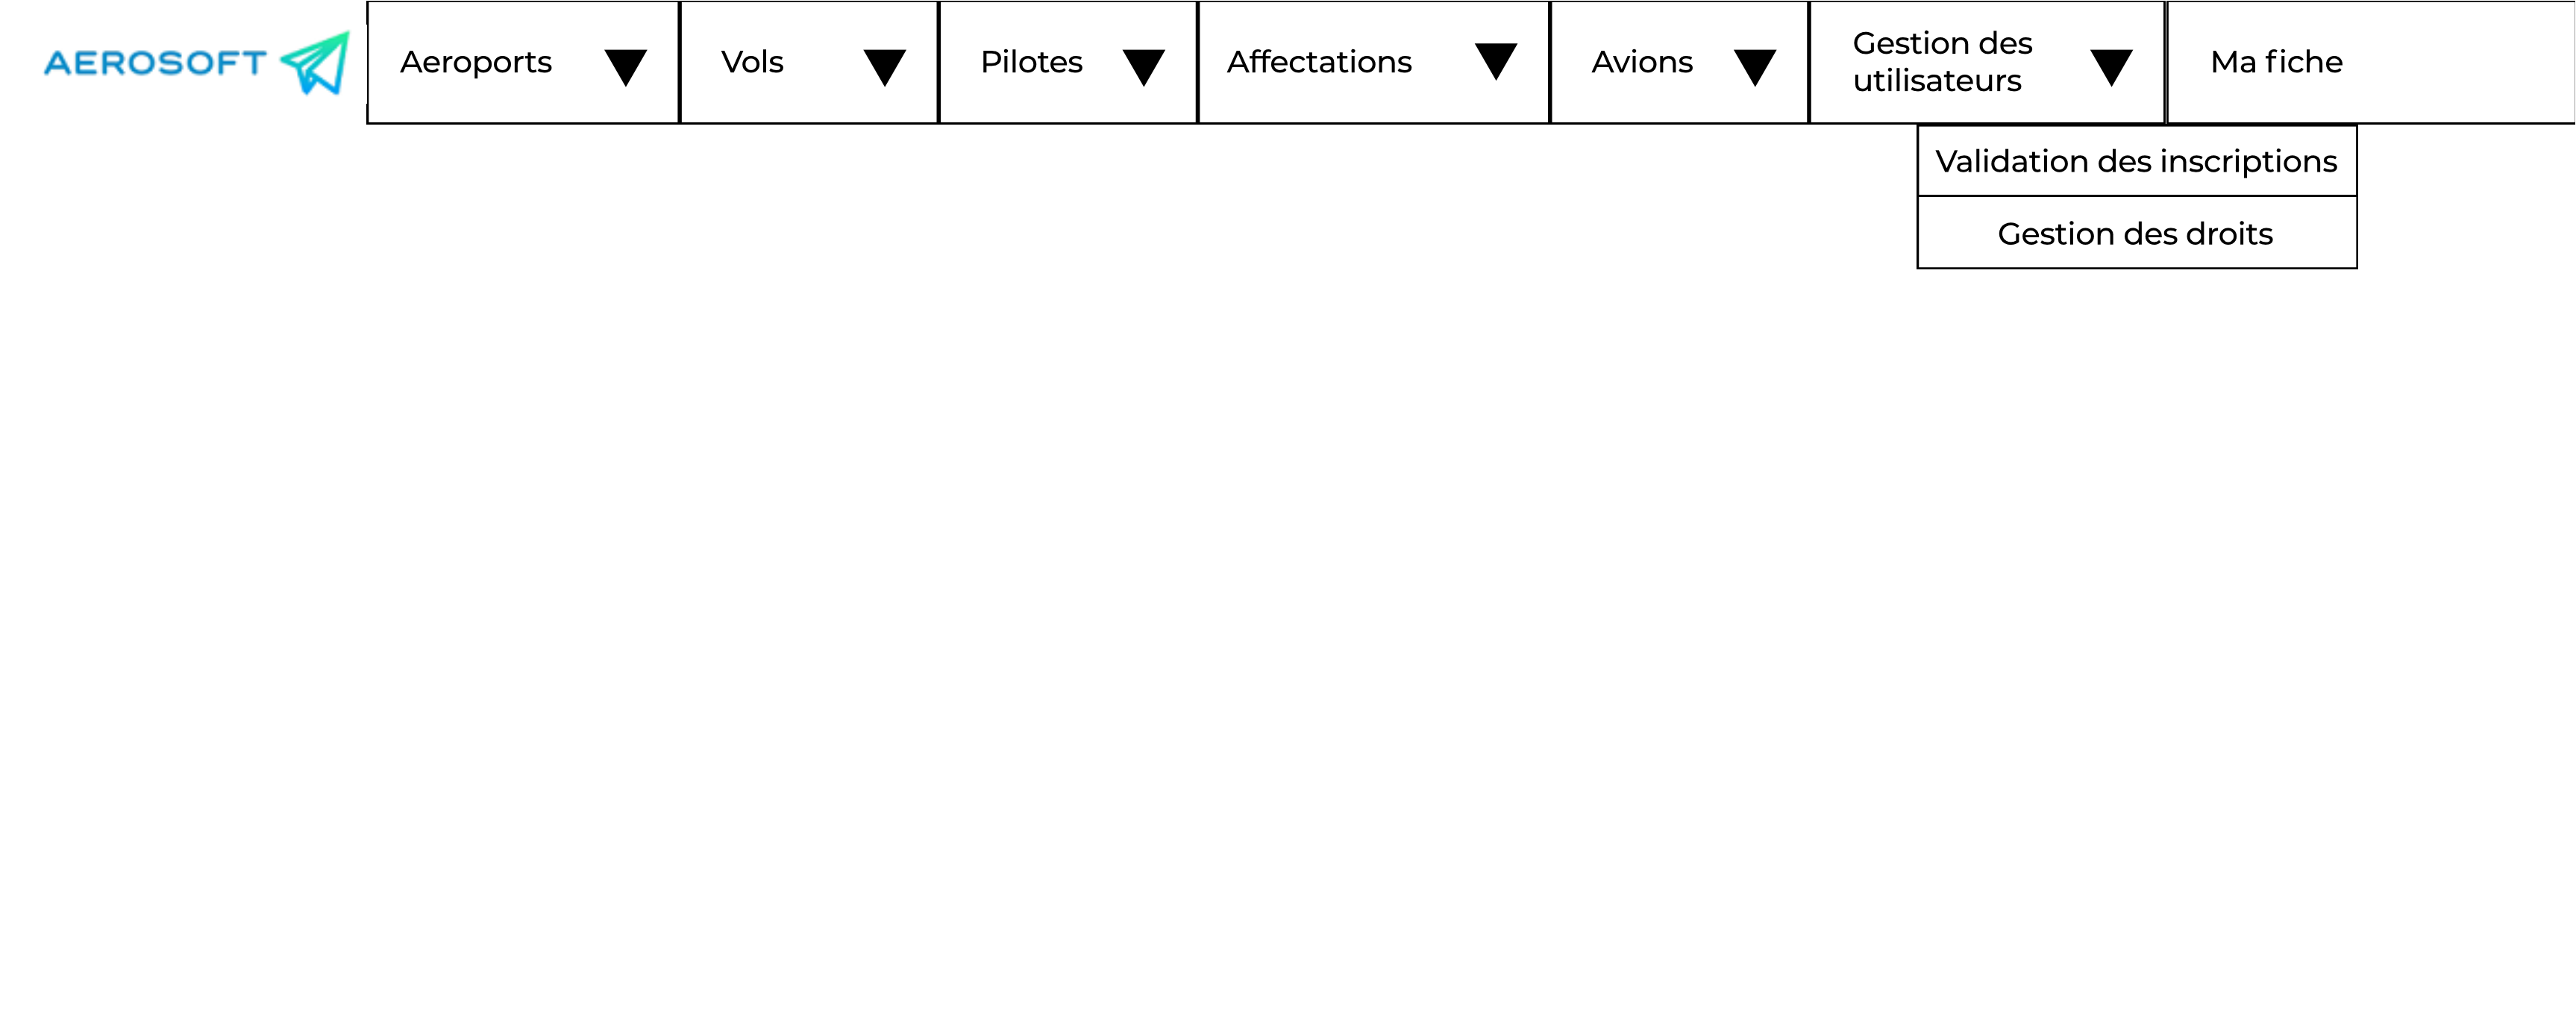 AEROSOFT
Aeroports
Vols
Pilotes
Affectations
Avions
Gestion des
utilisateurs
Ma fiche
Validation des inscriptions
Gestion des droits